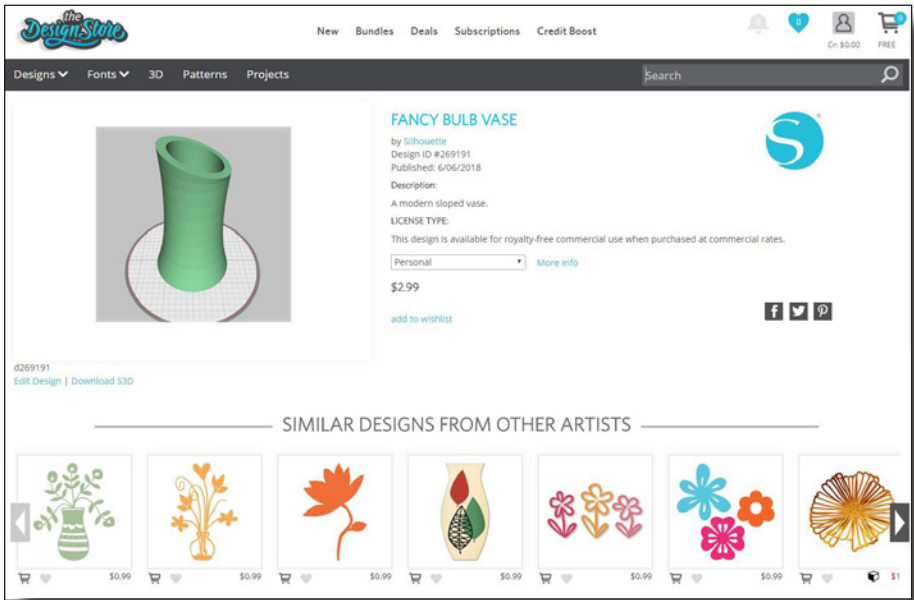 the
Design Store
New Bundles Deals Subscriptions Credit Boost
0
0
Cr: $0.00
FREE
Designs Fonts 3D Patterns Projects
Search
FANCY BULB VASE
by Silhouette
Design ID #269191
Published: 6/06/2018
Description:
A modern sloped vase.
LICENSE TYPE:
This design is available for royalty-free commercial use when purchased at commercial rates.
Personal More Info
$2.99
add to wishlist
d269191
Edit Design | Download S3D
SIMILAR DESIGNS FROM OTHER ARTISTS
$0.99 $0.99 $0.99 $0.99 $0.99 $0.99 $1